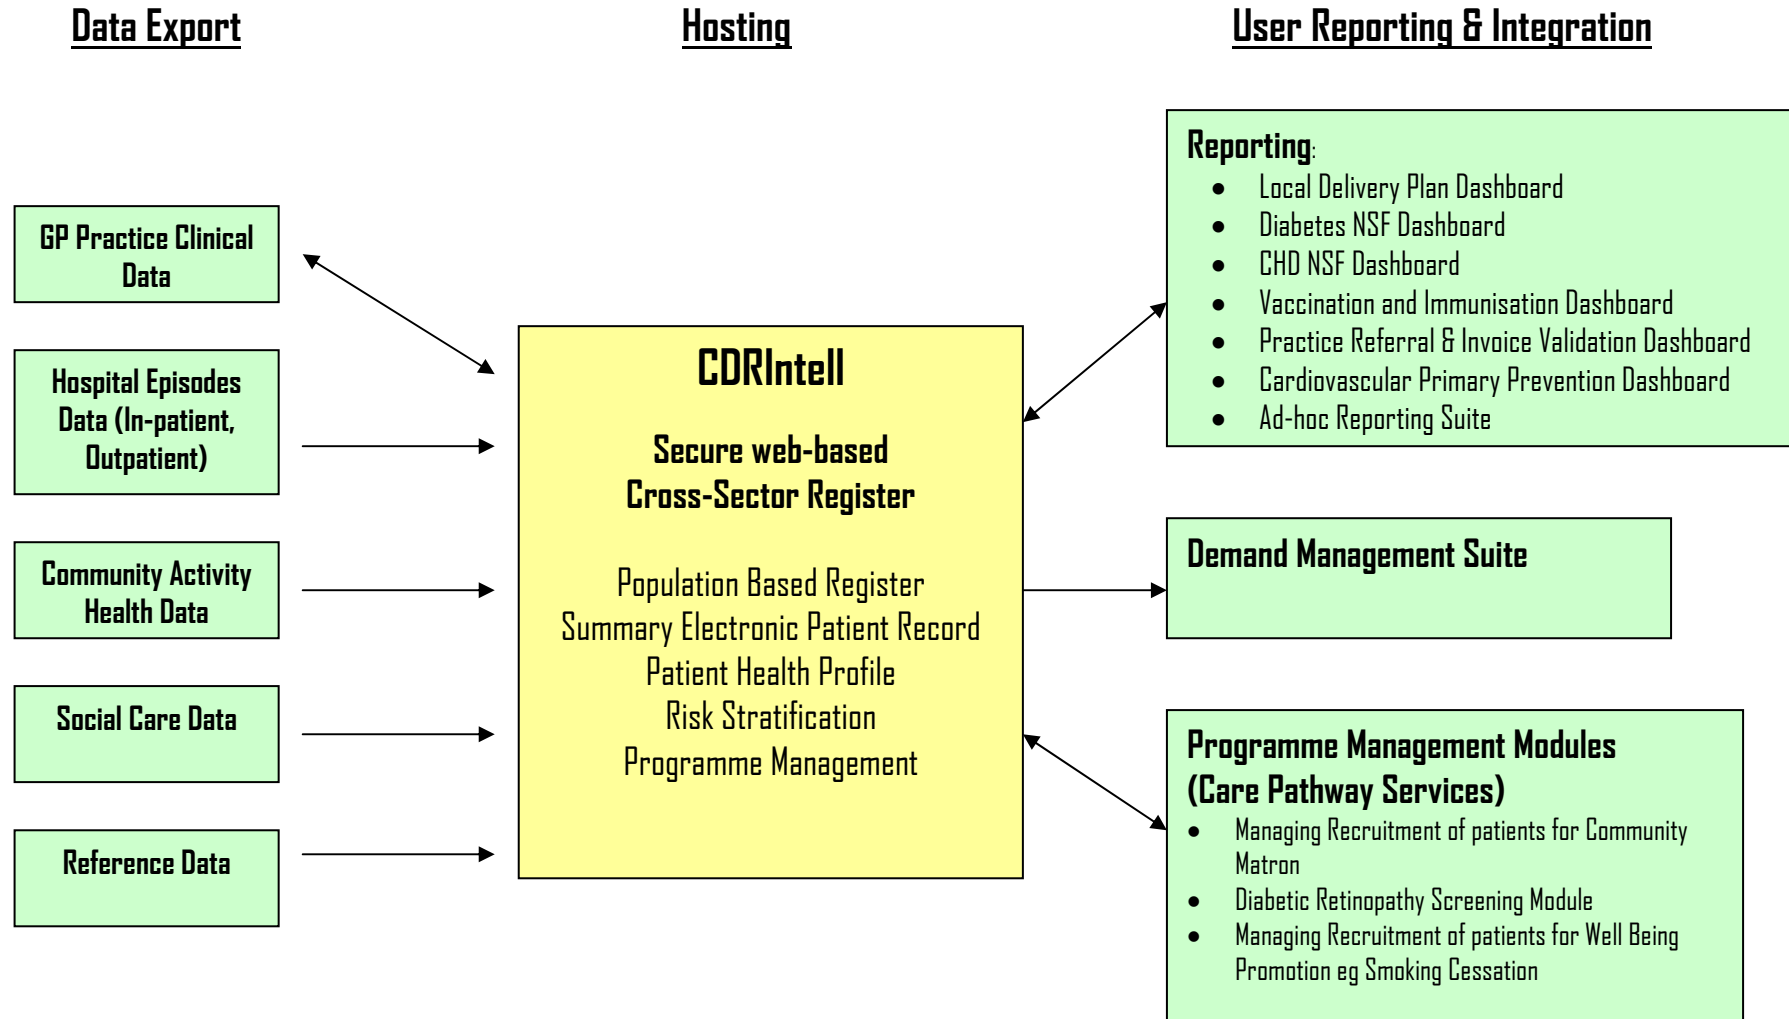 Data Export
Hosting
User Reporting & Integration
GP Practice Clinical
Data
Hospital Episodes
Data (In-patient,
Outpatient)
Community Activity
Health Data
Social Care Data
Reference Data
CDRIntell
Secure web-based
Cross-Sector Register
Population Based Register
Summary Electronic Patient Record
Patient Health Profile
Risk Stratification
Programme Management
Reporting:
• Local Delivery Plan Dashboard
• Diabetes NSF Dashboard
• CHD NSF Dashboard
• Vaccination and Immunisation Dashboard
• Practice Referral & Invoice Validation Dashboard
• Cardiovascular Primary Prevention Dashboard
• Ad-hoc Reporting Suite
Demand Management Suite
Programme Management Modules
(Care Pathway Services)
• Managing Recruitment of patients for Community
Matron
• Diabetic Retinopathy Screening Module
• Managing Recruitment of patients for Well Being
Promotion eg Smoking Cessation